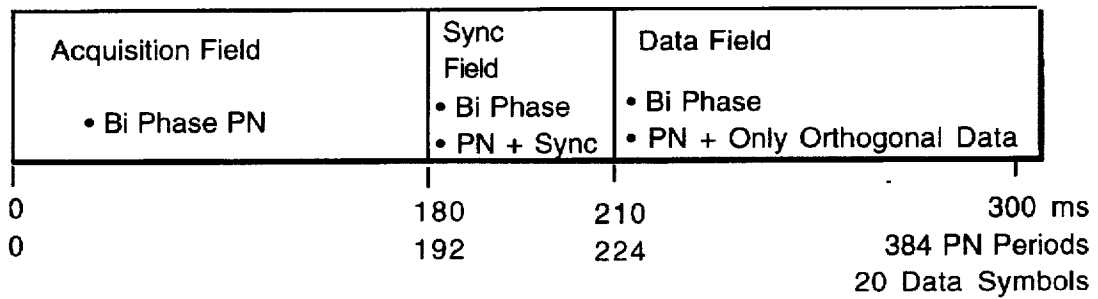 Acquisition Field
• Bi Phase PN
Sync
Field
• Bi Phase
• PN + Sync
Data Field
• Bi Phase
• PN + Only Orthogonal Data
0 180 210 300 ms
0 192 224 384 PN Periods
20 Data Symbols